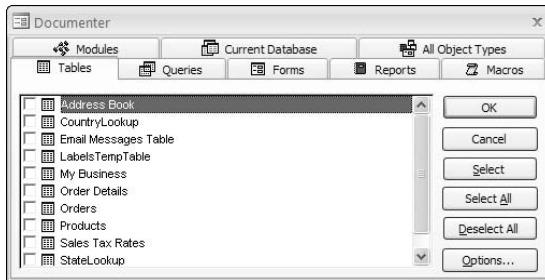 Documenter
Modules Current Database All Object Types
Tables Queries Forms Reports Macros
Address Book
CountryLookup
Email Messages Table
LabelsTempTable
My Business
Order Details
Orders
Products
Sales Tax Rates
StateLookup
OK
Cancel
Select
Select All
Deselect All
Options...